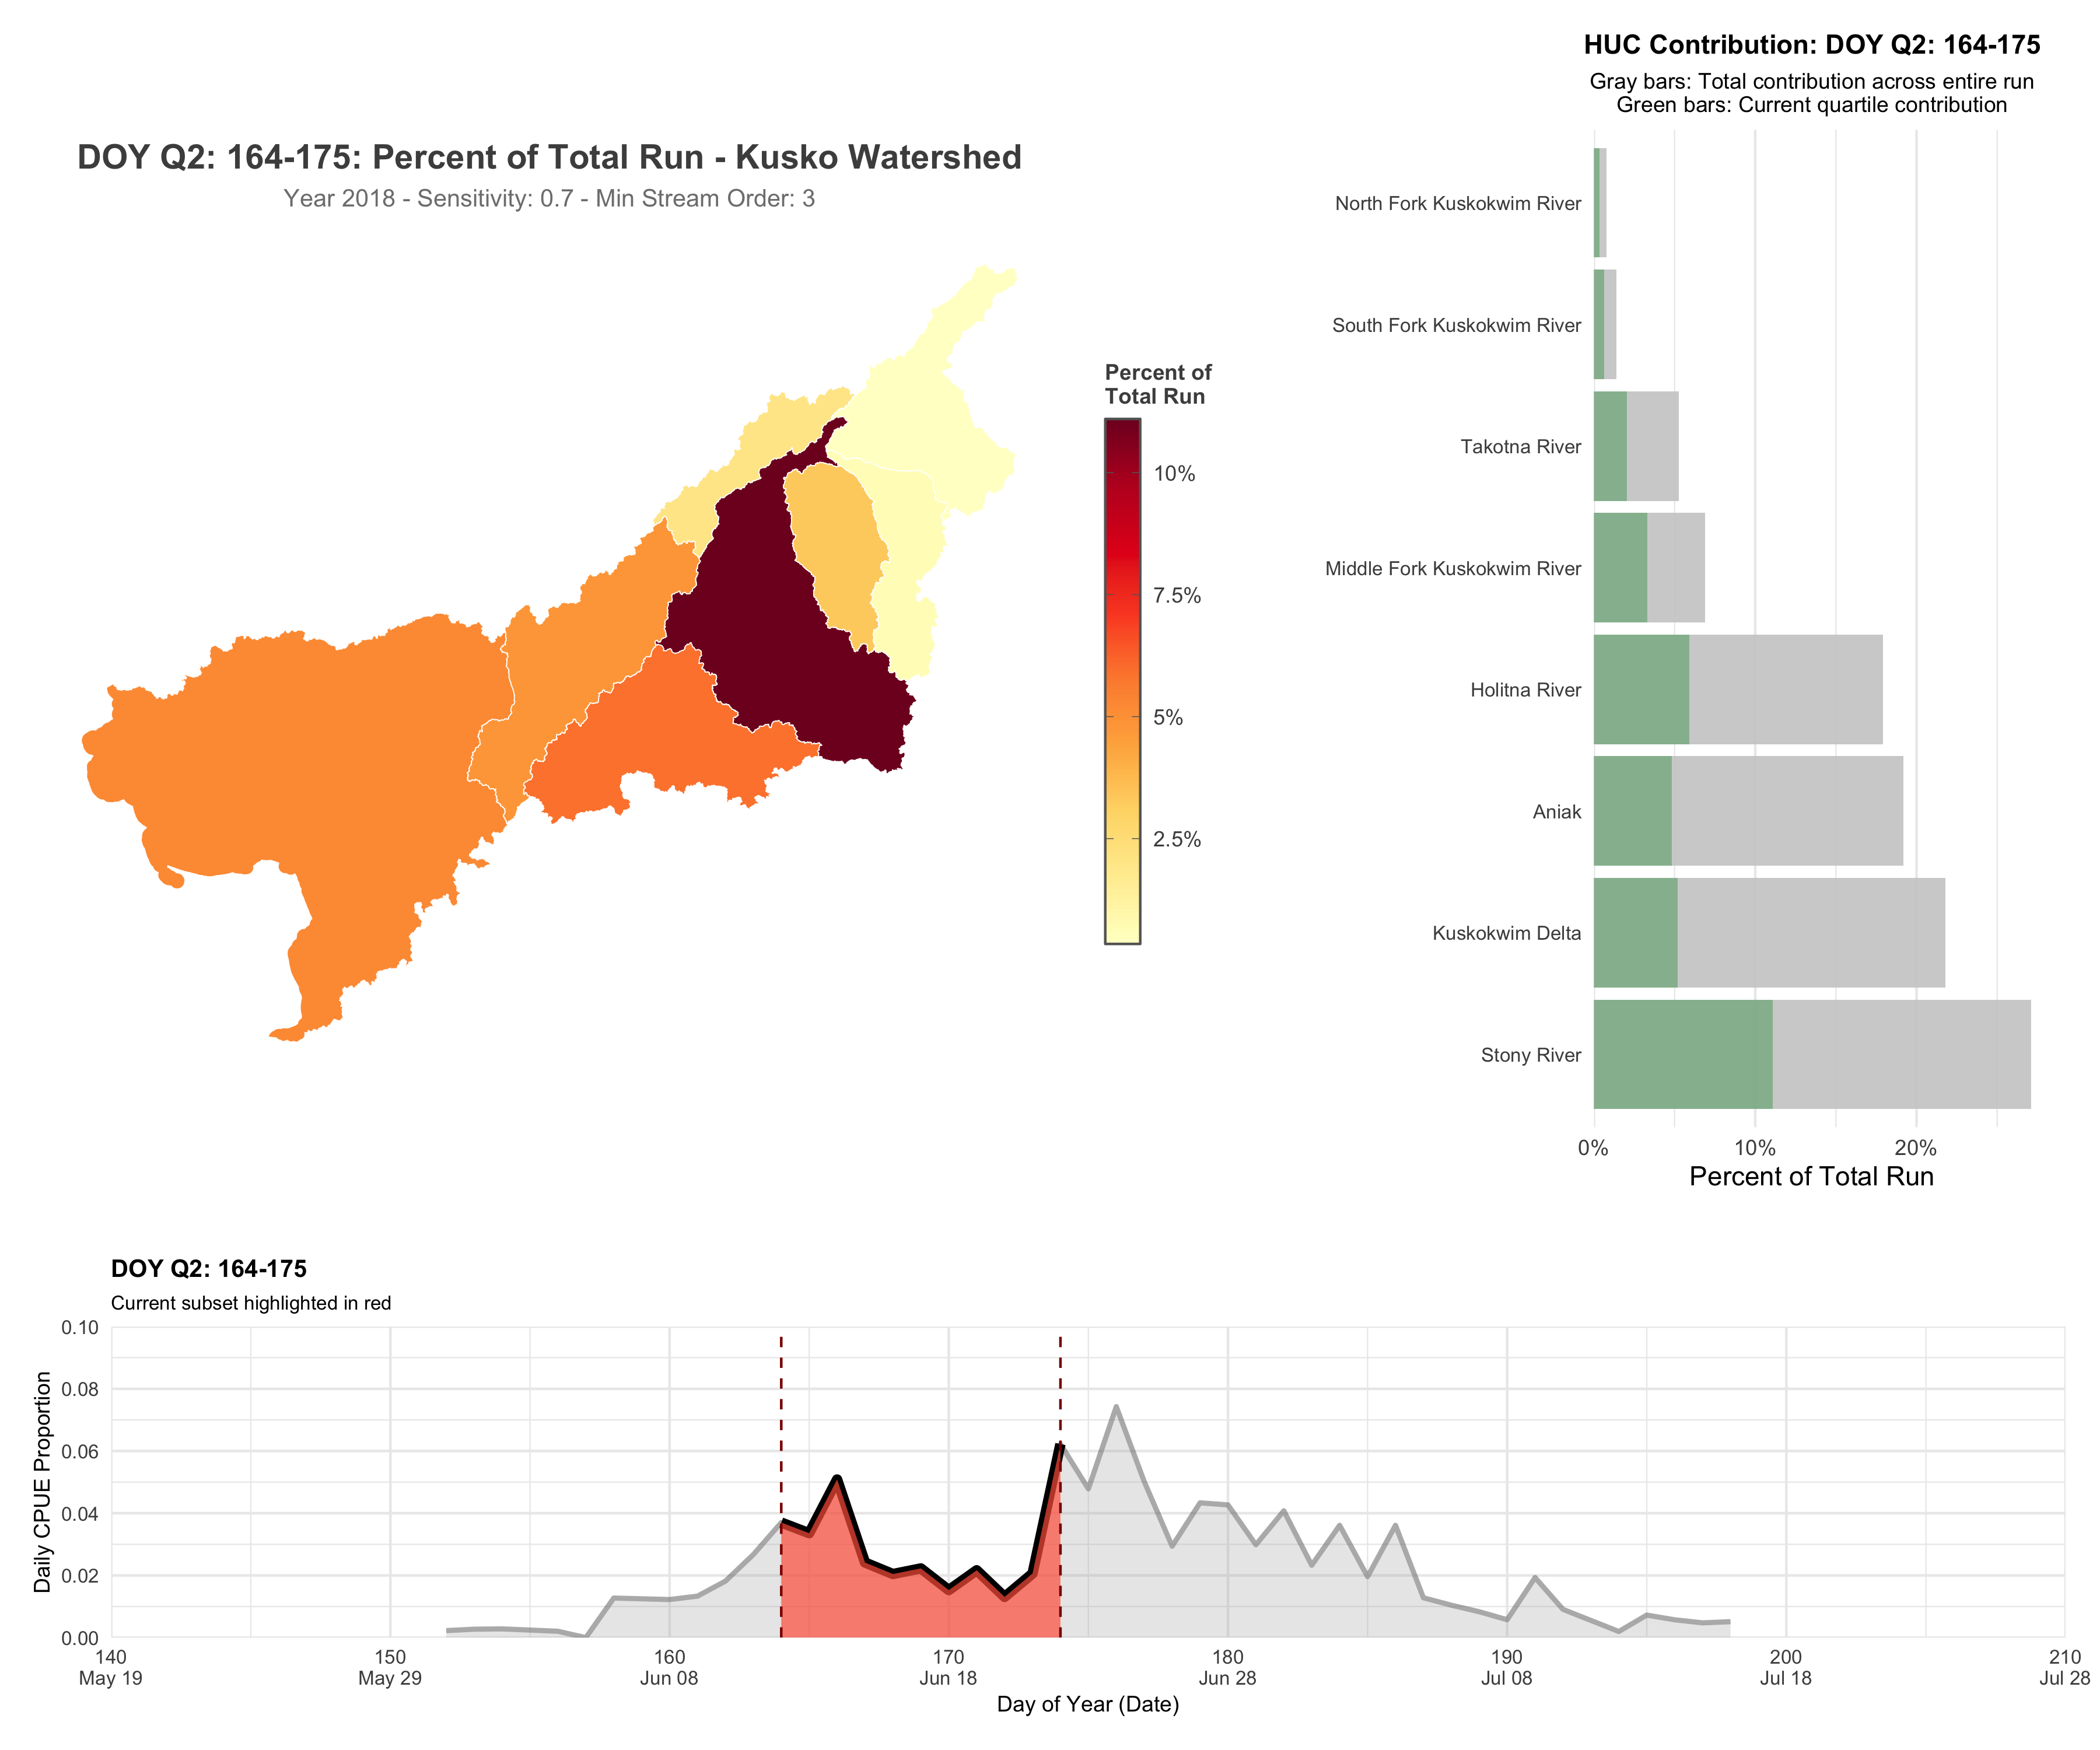 HUC Contribution: DOY Q2: 164-175
Gray bars: Total contribution across entire run
Green bars: Current quartile contribution
DOY Q2: 164-175: Percent of Total Run - Kusko Watershed
Year 2018 - Sensitivity: 0.7 - Min Stream Order: 3
Percent of
Total Run
10%
7.5%
5%
2.5%
North Fork Kuskokwim River
South Fork Kuskokwim River
Takotna River
Middle Fork Kuskokwim River
Holitna River
Aniak
Kuskokwim Delta
Stony River
0% 10% 20%
Percent of Total Run
DOY Q2: 164-175
Current subset highlighted in red
Daily CPUE Proportion
0.10
0.08
0.06
0.04
0.02
0.00
140 150 160 170 180 190 200 210
May 19 May 29 Jun 08 Jun 18 Jun 28 Jul 08 Jul 18 Jul 28
Day of Year (Date)